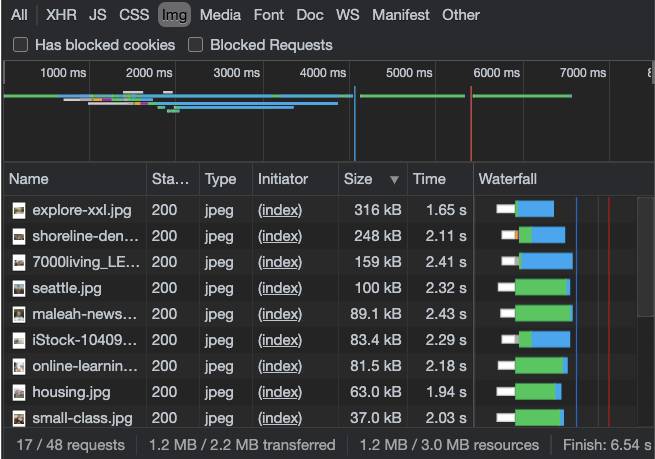 All XHR JS CSS Img Media Font Doc WS Manifest Other
Has blocked cookies Blocked Requests
1000 ms 2000 ms 3000 ms 4000 ms 5000 ms 6000 ms 7000 ms 8
Name Sta... Type Initiator Size ▼ Time Waterfall
explore-xxl.jpg 200 jpeg (index) 316 kB 1.65 s
shoreline-den... 200 jpeg (index) 248 kB 2.11 s
7000living_LE... 200 jpeg (index) 159 kB 2.41 s
seattle.jpg 200 jpeg (index) 100 kB 2.32 s
maleah-news... 200 jpeg (index) 89.1 kB 2.43 s
iStock-10409... 200 jpeg (index) 83.4 kB 2.29 s
online-learnin... 200 jpeg (index) 81.5 kB 2.18 s
housing.jpg 200 jpeg (index) 63.0 kB 1.94 s
small-class.jpg 200 jpeg (index) 37.0 kB 2.03 s
17 / 48 requests 1.2 MB / 2.2 MB transferred 1.2 MB / 3.0 MB resources Finish: 6.54 s